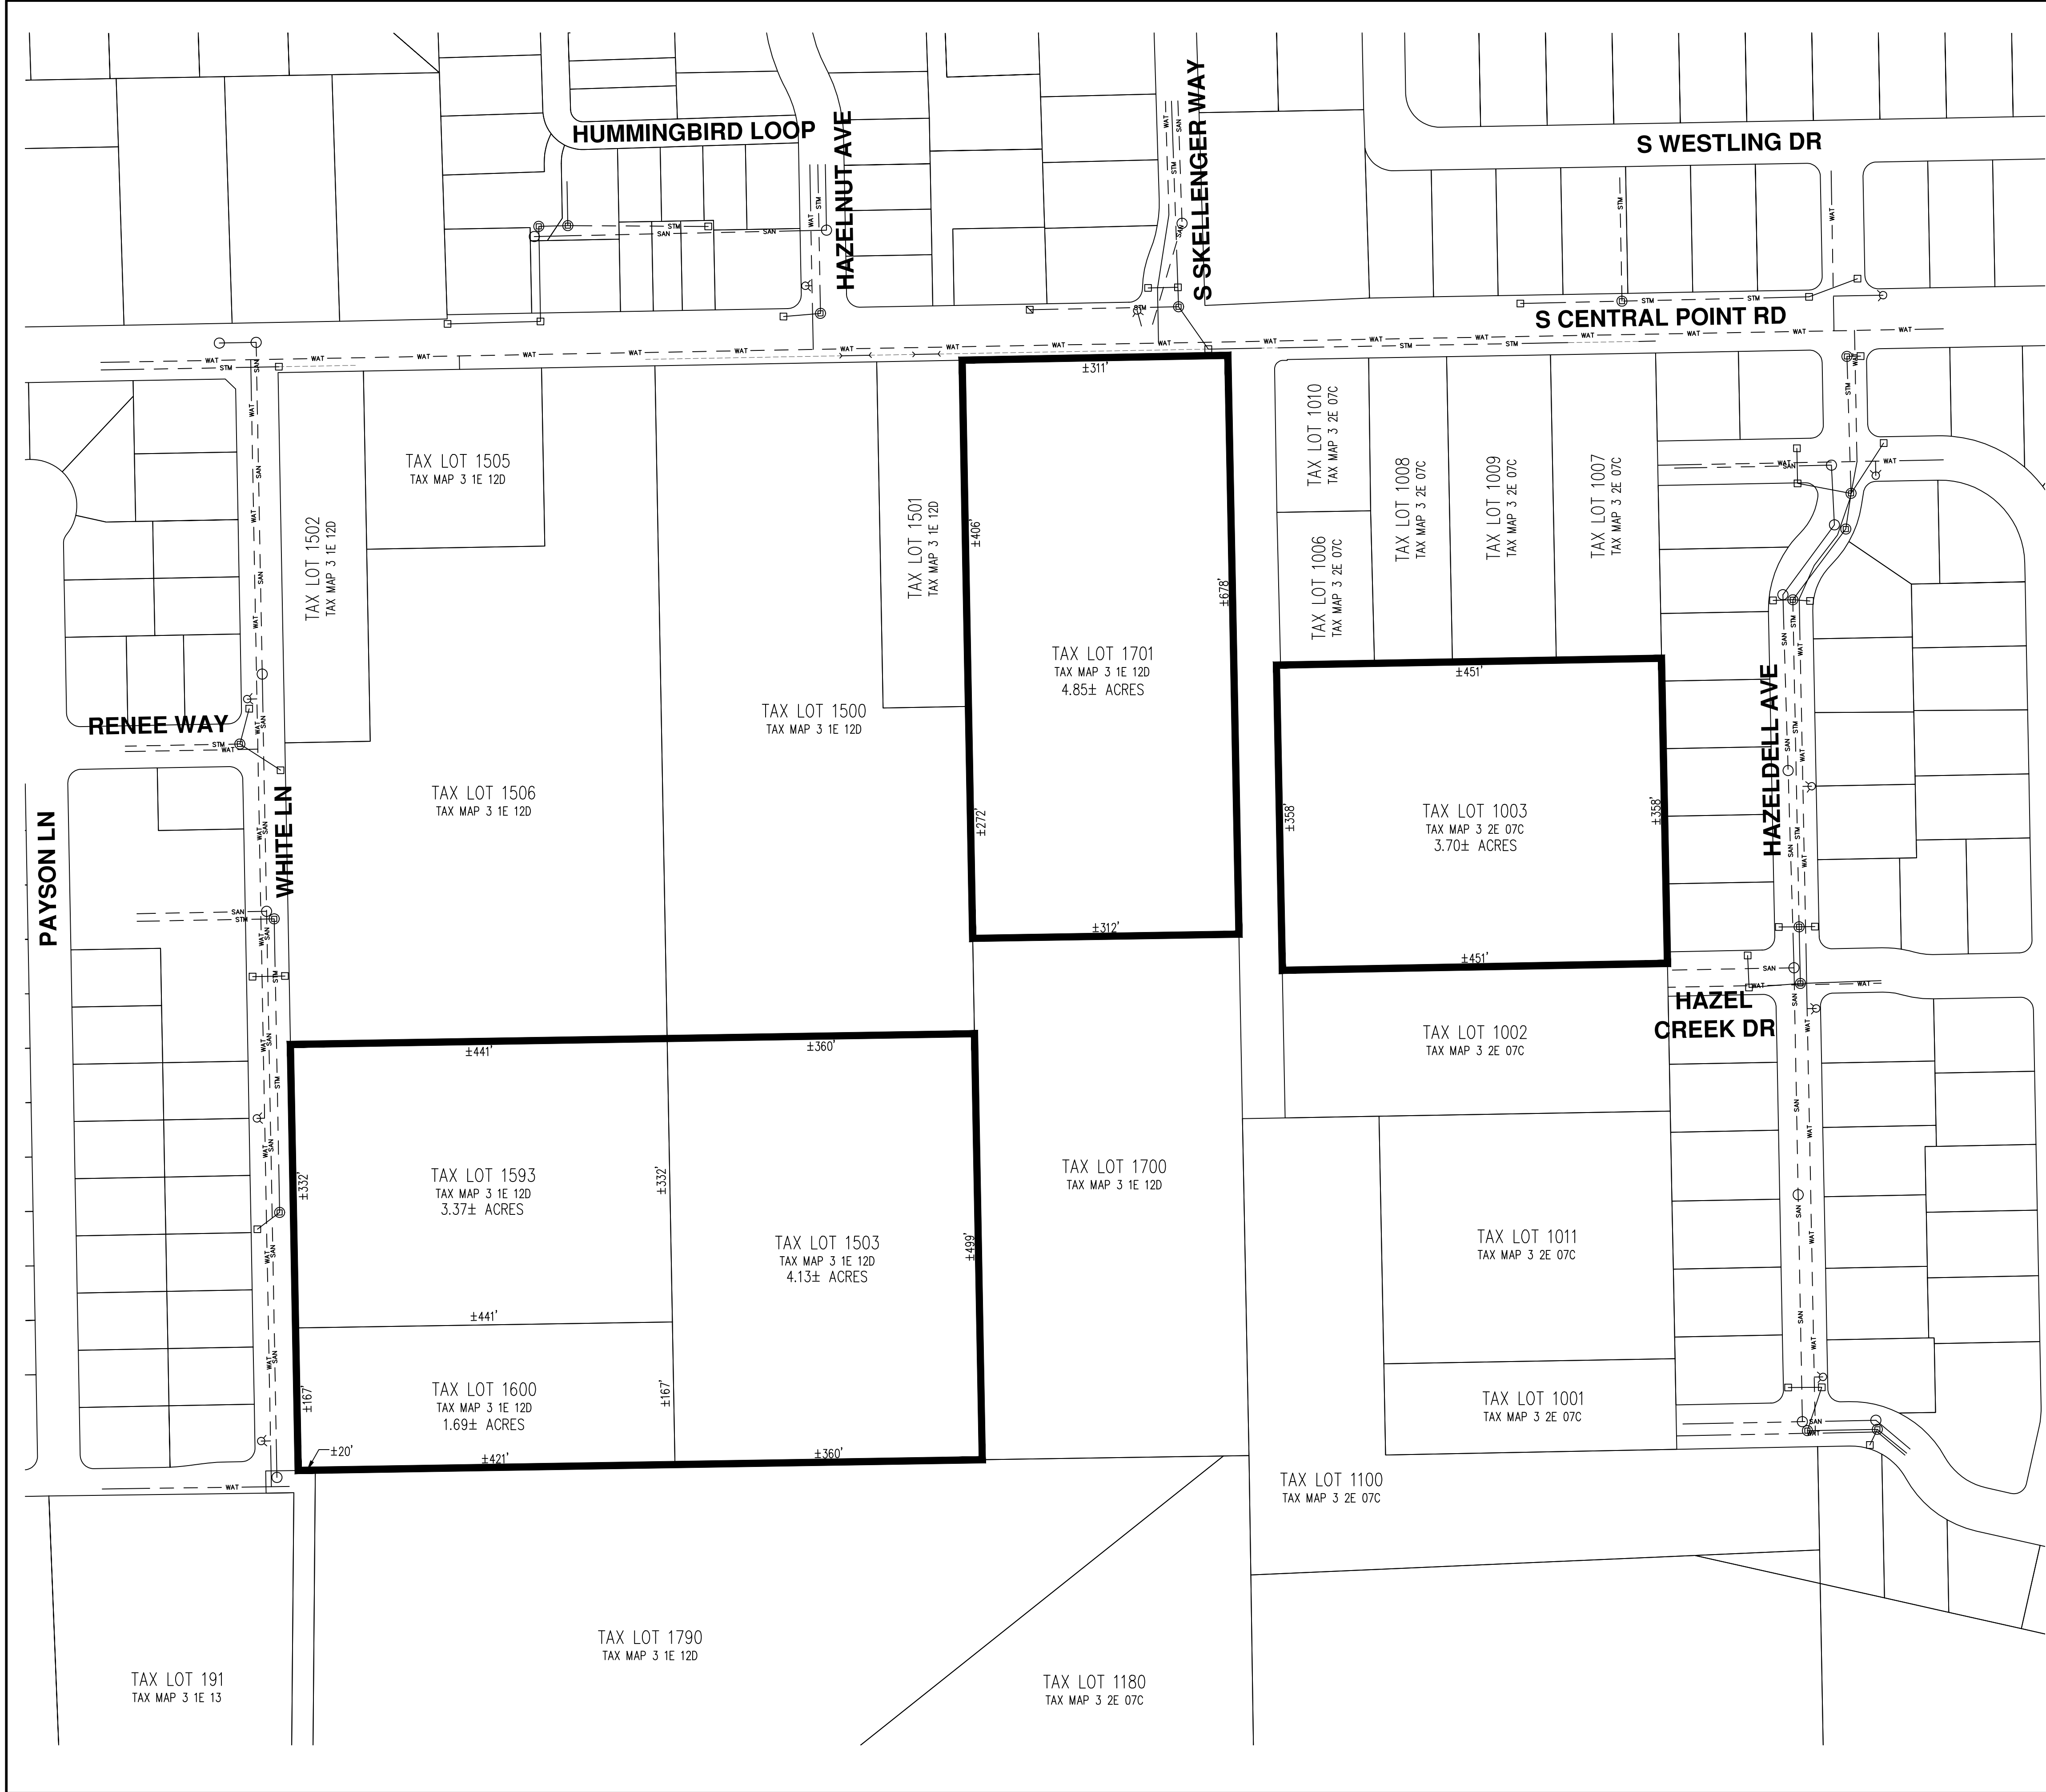 HUMMINGBIRD LOOP
HAZELNUT AVE
S SKELLENGER WAY
S WESTLING DR
S CENTRAL POINT RD
TAX LOT 1505
TAX MAP 3 1E 12D
TAX LOT 1502
TAX MAP 3 1E 12D
TAX LOT 1501
TAX MAP 3 1E 12D
±311'
±406'
±678'
TAX LOT 1701
TAX MAP 3 1E 12D
4.85± ACRES
±272'
±312'
TAX LOT 1010
TAX MAP 3 2E 07C
TAX LOT 1006
TAX MAP 3 2E 07C
TAX LOT 1008
TAX MAP 3 2E 07C
TAX LOT 1009
TAX MAP 3 2E 07C
TAX LOT 1007
TAX MAP 3 2E 07C
RENEE WAY
PAYSON LN
WHITE LN
TAX LOT 1500
TAX MAP 3 1E 12D
TAX LOT 1506
TAX MAP 3 1E 12D
±451'
±358'
TAX LOT 1003
TAX MAP 3 2E 07C
3.70± ACRES
±358'
±451'
HAZELDELL AVE
HAZEL
CREEK DR
TAX LOT 1002
TAX MAP 3 2E 07C
±441'
±360'
±332'
TAX LOT 1593
TAX MAP 3 1E 12D
3.37± ACRES
±332'
±441'
TAX LOT 1503
TAX MAP 3 1E 12D
4.13± ACRES
±499'
TAX LOT 1700
TAX MAP 3 1E 12D
TAX LOT 1011
TAX MAP 3 2E 07C
±167'
TAX LOT 1600
TAX MAP 3 1E 12D
1.69± ACRES
±167'
±20'
±421'
±360'
TAX LOT 1001
TAX MAP 3 2E 07C
TAX LOT 1100
TAX MAP 3 2E 07C
TAX LOT 1790
TAX MAP 3 1E 12D
TAX LOT 191
TAX MAP 3 1E 13
TAX LOT 1180
TAX MAP 3 2E 07C
WAT
SAN
STM